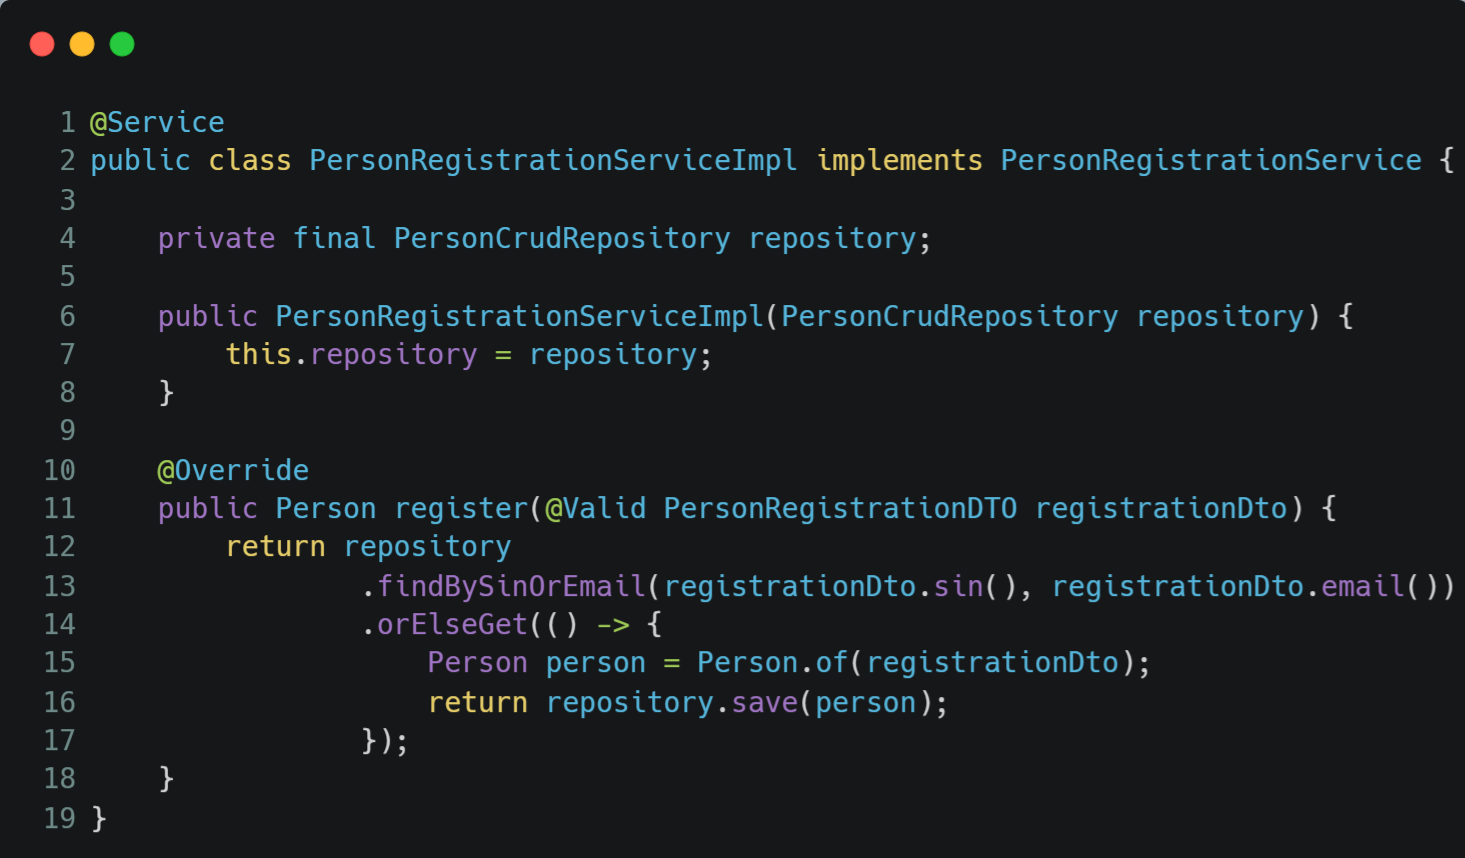 1 @Service
2 public class PersonRegistrationServiceImpl implements PersonRegistrationService {
3
4     private final PersonCrudRepository repository;
5
6     public PersonRegistrationServiceImpl(PersonCrudRepository repository) {
7         this.repository = repository;
8     }
9
10     @Override
11     public Person register(@Valid PersonRegistrationDTO registrationDto) {
12         return repository
13                 .findBySinOrEmail(registrationDto.sin(), registrationDto.email())
14                 .orElseGet(() -> {
15                     Person person = Person.of(registrationDto);
16                     return repository.save(person);
17                 });
18     }
19 }